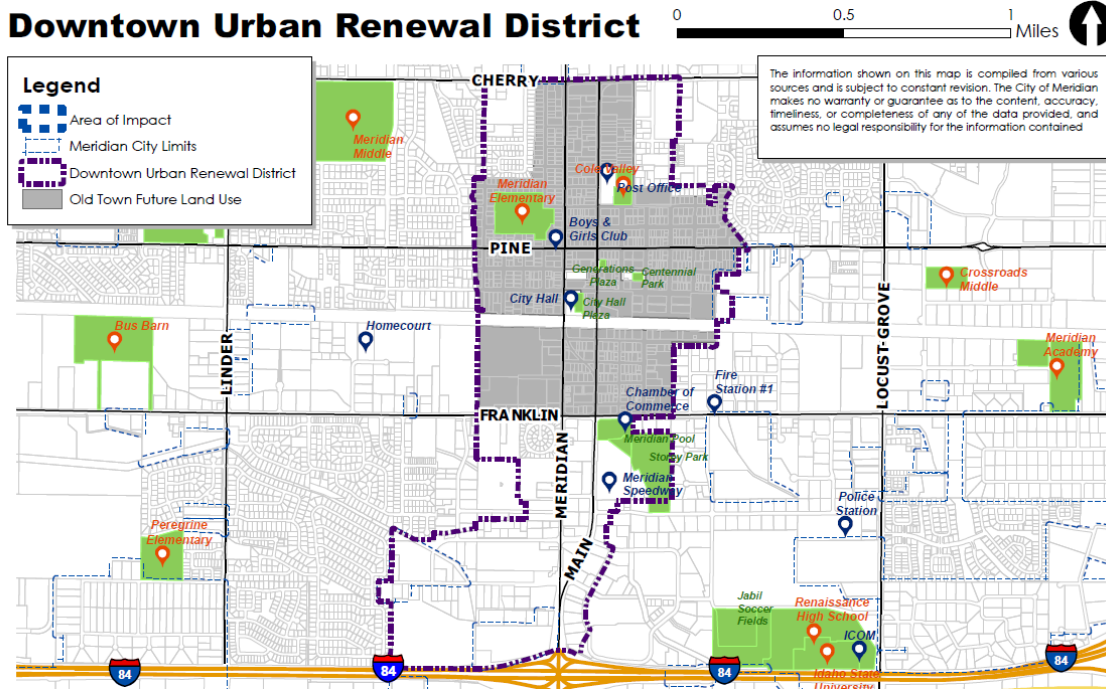 Downtown Urban Renewal District
0 0.5 1
Miles
Legend
Area of Impact
Meridian City Limits
Downtown Urban Renewal District
Old Town Future Land Use
The information shown on this map is compiled from various
sources and is subject to constant revision. The City of Meridian
makes no warranty or guarantee as to the content, accuracy,
timeliness, or completeness of any of the data provided, and
assumes no legal responsibility for the information contained
CHERRY
Meridian
Middle
Cole Valley
Post Office
Meridian
Elementary
Boys &
Girls Club
PINE
Generations
Plaza
Centennial
Park
Crossroads
Middle
City Hall
City Hall
Plaza
Bus Barn
Homecourt
LINDER
LOCUST GROVE
Meridian
Academy
Fire
Station #1
Chamber of
Commerce
FRANKLIN
Meridian Pool
Storey Park
MERIDIAN
Meridian
Speedway
Police
Station
Peregrine
Elementary
MAIN
Jabil
Soccer
Fields
Renaissance
High School
ICOM
Idaho State
University
84
84
84
84